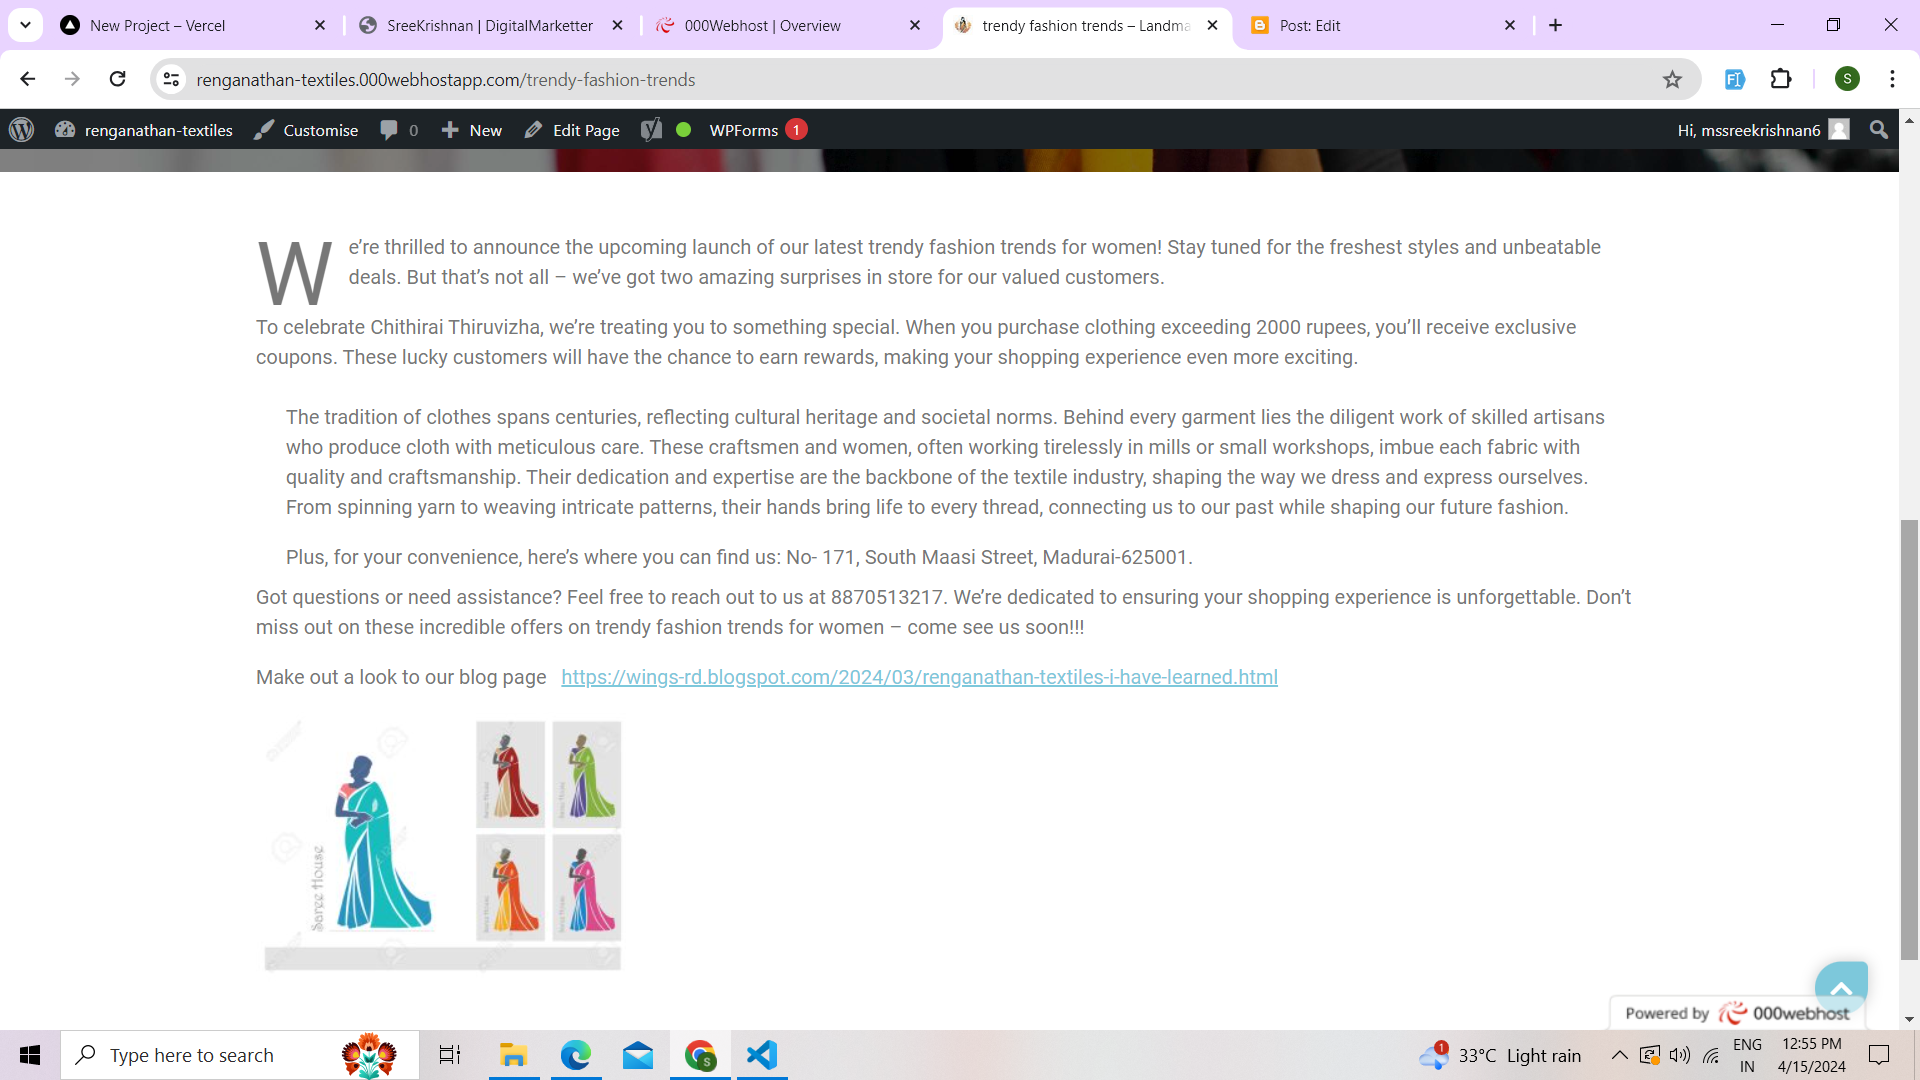 New Project – Vercel
SreeKrishnan | DigitalMarketter
000Webhost | Overview
trendy fashion trends – Landma
Post: Edit
renganathan-textiles.000webhostapp.com/trendy-fashion-trends
S
renganathan-textiles
Customise
0
New
Edit Page
WPForms 1
Hi, mssreekrishnan6
We’re thrilled to announce the upcoming launch of our latest trendy fashion trends for women! Stay tuned for the freshest styles and unbeatable
deals. But that’s not all – we’ve got two amazing surprises in store for our valued customers.
To celebrate Chithirai Thiruvizha, we’re treating you to something special. When you purchase clothing exceeding 2000 rupees, you’ll receive exclusive
coupons. These lucky customers will have the chance to earn rewards, making your shopping experience even more exciting.
The tradition of clothes spans centuries, reflecting cultural heritage and societal norms. Behind every garment lies the diligent work of skilled artisans
who produce cloth with meticulous care. These craftsmen and women, often working tirelessly in mills or small workshops, imbue each fabric with
quality and craftsmanship. Their dedication and expertise are the backbone of the textile industry, shaping the way we dress and express ourselves.
From spinning yarn to weaving intricate patterns, their hands bring life to every thread, connecting us to our past while shaping our future fashion.
Plus, for your convenience, here’s where you can find us: No- 171, South Maasi Street, Madurai-625001.
Got questions or need assistance? Feel free to reach out to us at 8870513217. We’re dedicated to ensuring your shopping experience is unforgettable. Don’t
miss out on these incredible offers on trendy fashion trends for women – come see us soon!!!
Make out a look to our blog page https://wings-rd.blogspot.com/2024/03/renganathan-textiles-i-have-learned.html
Saree House
Powered by 000webhost
Type here to search
1
33°C Light rain
ENG
IN
12:55 PM
4/15/2024